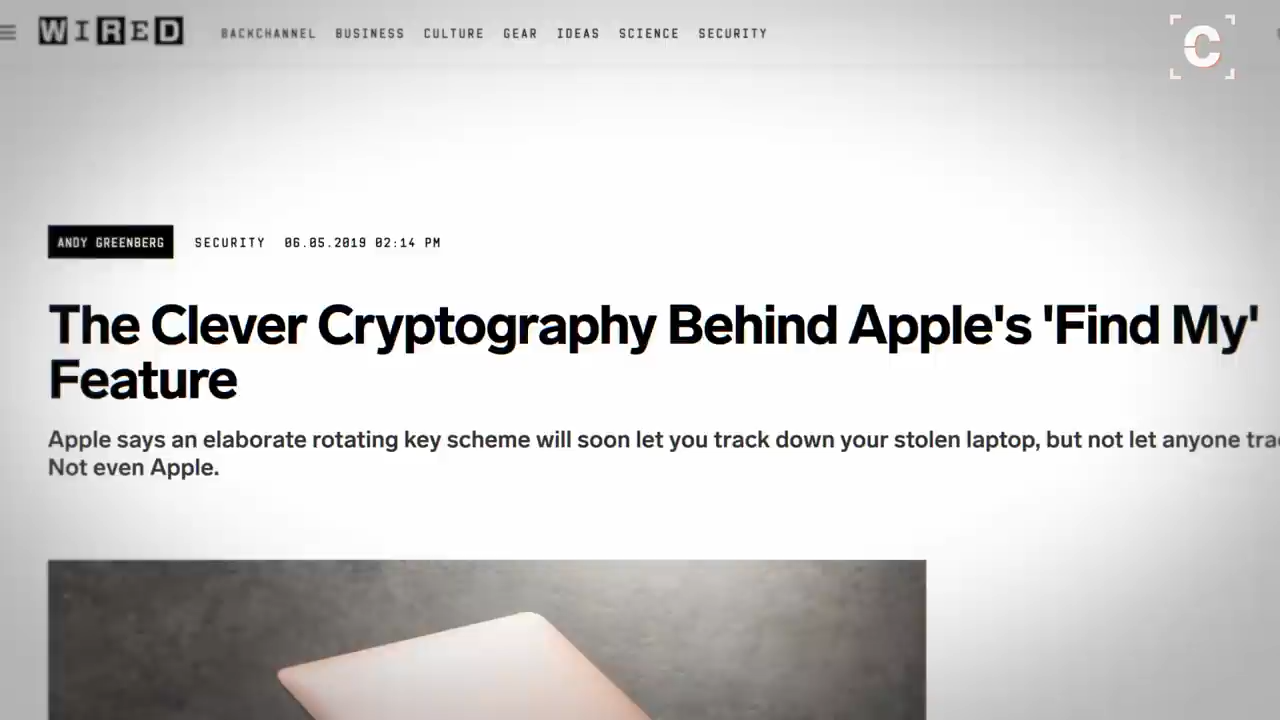 WIRED
BACKCHANNEL BUSINESS CULTURE GEAR IDEAS SCIENCE SECURITY
C
ANDY GREENBERG SECURITY 06.05.2019 02:14 PM
The Clever Cryptography Behind Apple's 'Find My'
Feature
Apple says an elaborate rotating key scheme will soon let you track down your stolen laptop, but not let anyone
Not even Apple.